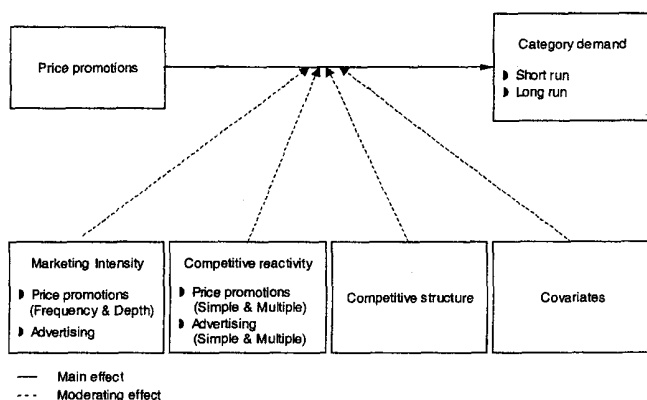 Price promotions
Category demand
Short run
Long run
Marketing Intensity
Price promotions
(Frequency & Depth)
Advertising
Competitive reactivity
Price promotions
(Simple & Multiple)
Advertising
(Simple & Multiple)
Competitive structure
Covariates
Main effect
Moderating effect